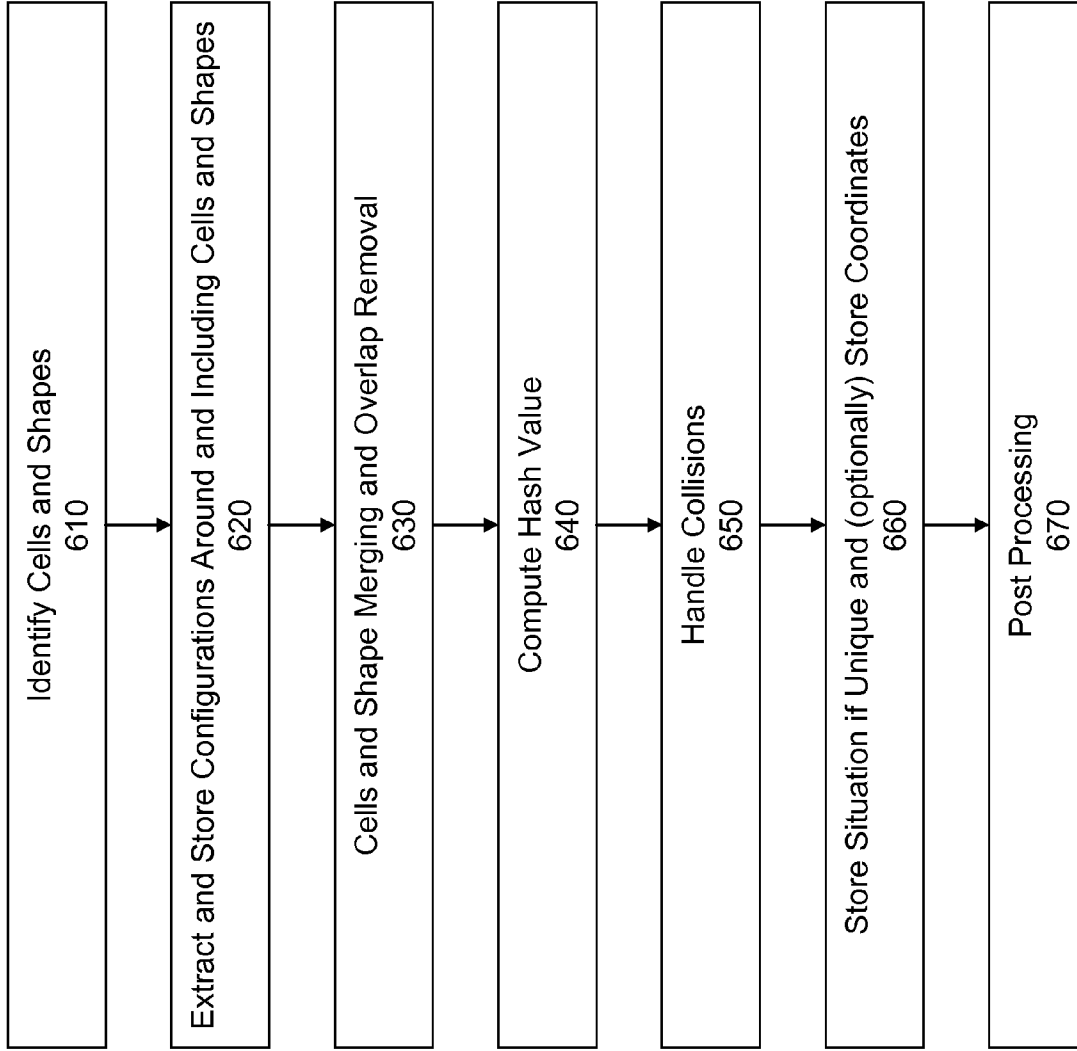 Identify Cells and Shapes
610
Extract and Store Configurations Around and Including Cells and Shapes
620
Cells and Shape Merging and Overlap Removal
630
Compute Hash Value
640
Handle Collisions
650
Store Situation if Unique and (optionally) Store Coordinates
660
Post Processing
670